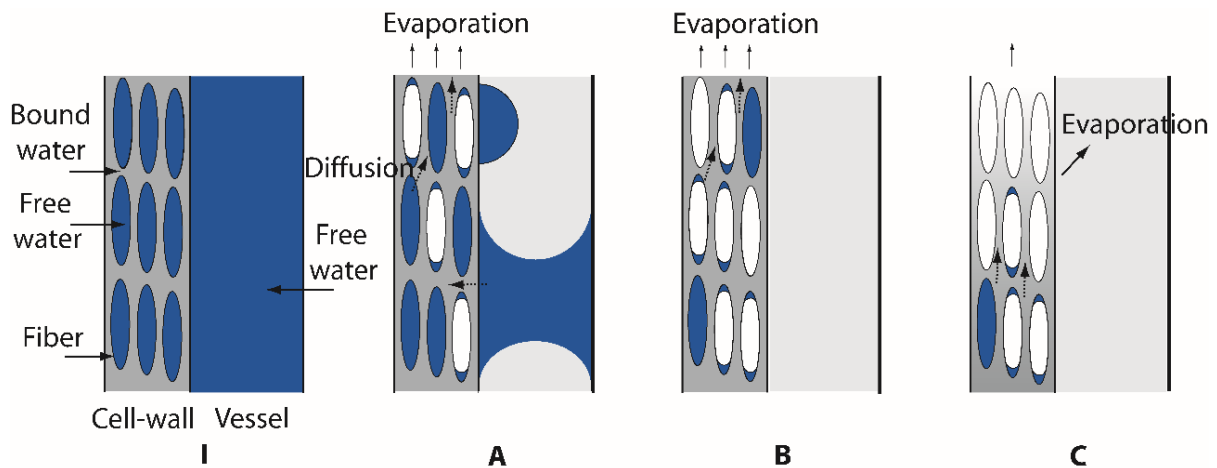 Evaporation
Evaporation
Bound
water
Free
water
Fiber
Diffusion
Free
water
Evaporation
Cell-wall Vessel
I
A
B
C